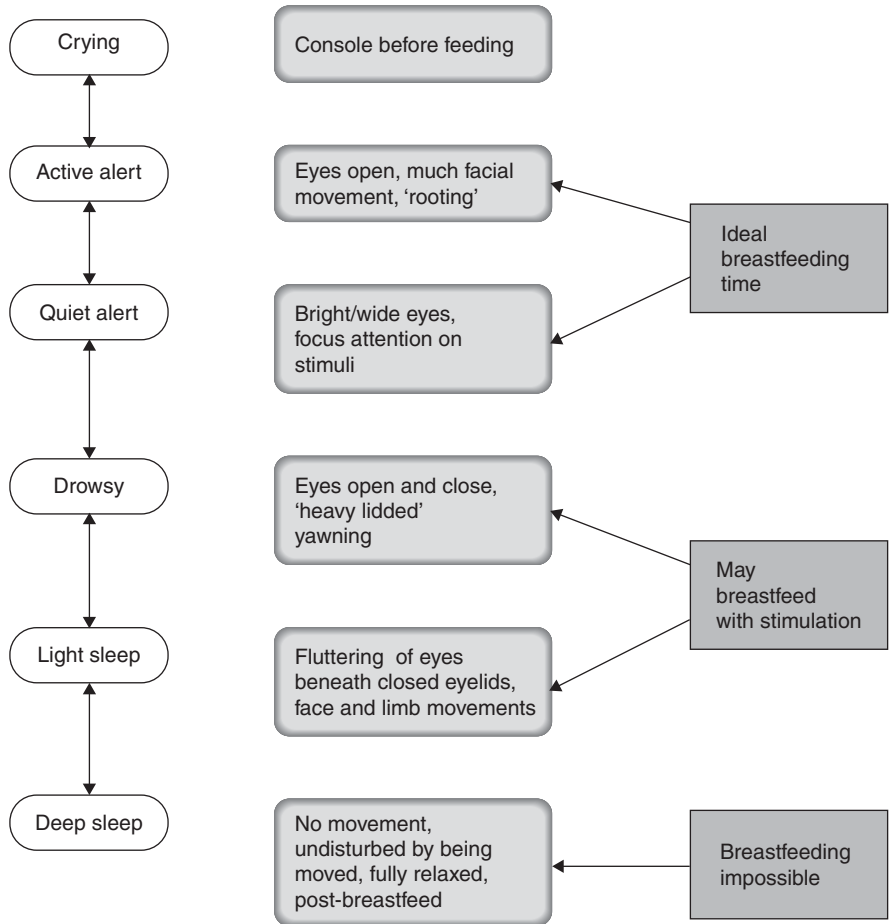 Crying
Console before feeding
Active alert
Eyes open, much facial
movement, ‘rooting’
Ideal
breastfeeding
time
Quiet alert
Bright/wide eyes,
focus attention on
stimuli
Drowsy
Eyes open and close,
‘heavy lidded’
yawning
May
breastfeed
with stimulation
Light sleep
Fluttering of eyes
beneath closed eyelids,
face and limb movements
Deep sleep
No movement,
undisturbed by being
moved, fully relaxed,
post-breastfeed
Breastfeeding
impossible